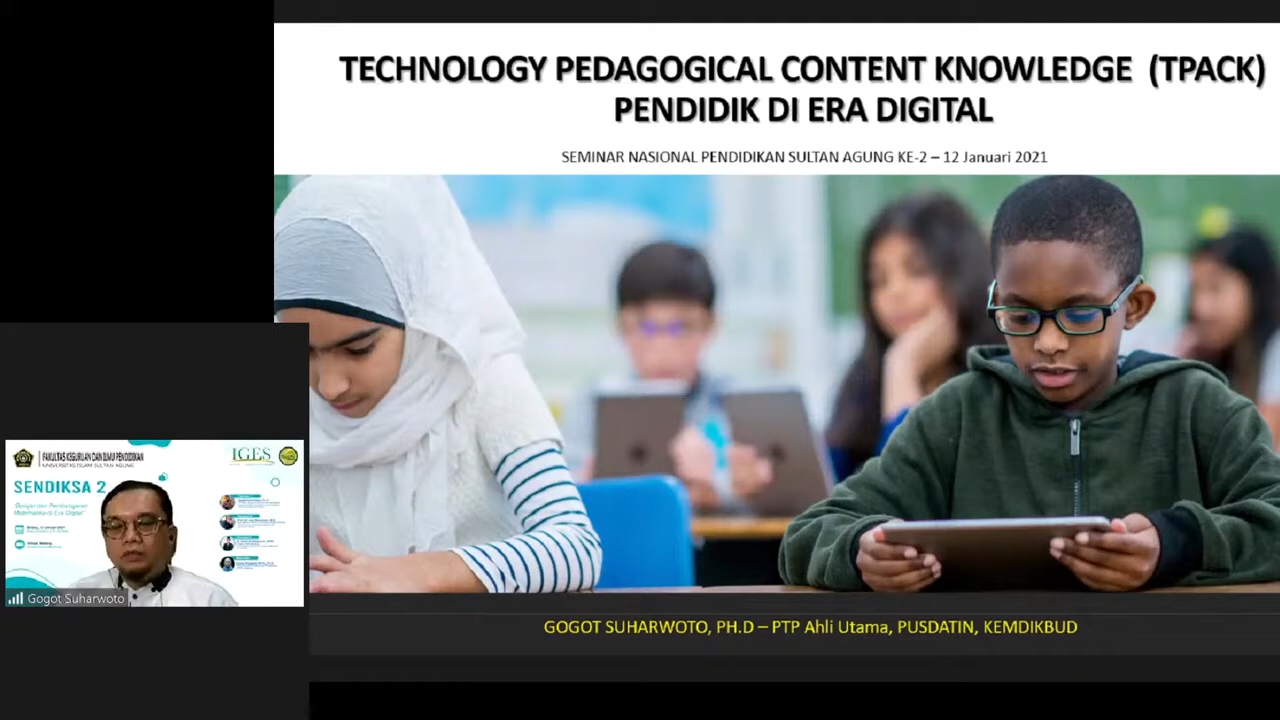 TECHNOLOGY PEDAGOGICAL CONTENT KNOWLEDGE (TPACK)
PENDIDIK DI ERA DIGITAL
SEMINAR NASIONAL PENDIDIKAN SULTAN AGUNG KE-2 – 12 Januari 2021
FAKULTAS KEGURUAN DAN ILMU PENDIDIKAN
UNIVERSITAS ISLAM SULTAN AGUNG
IGES
SENDIKSA 2
Gogot Suharwoto
GOGOT SUHARWOTO, PH.D – PTP Ahli Utama, PUSDATIN, KEMDIKBUD